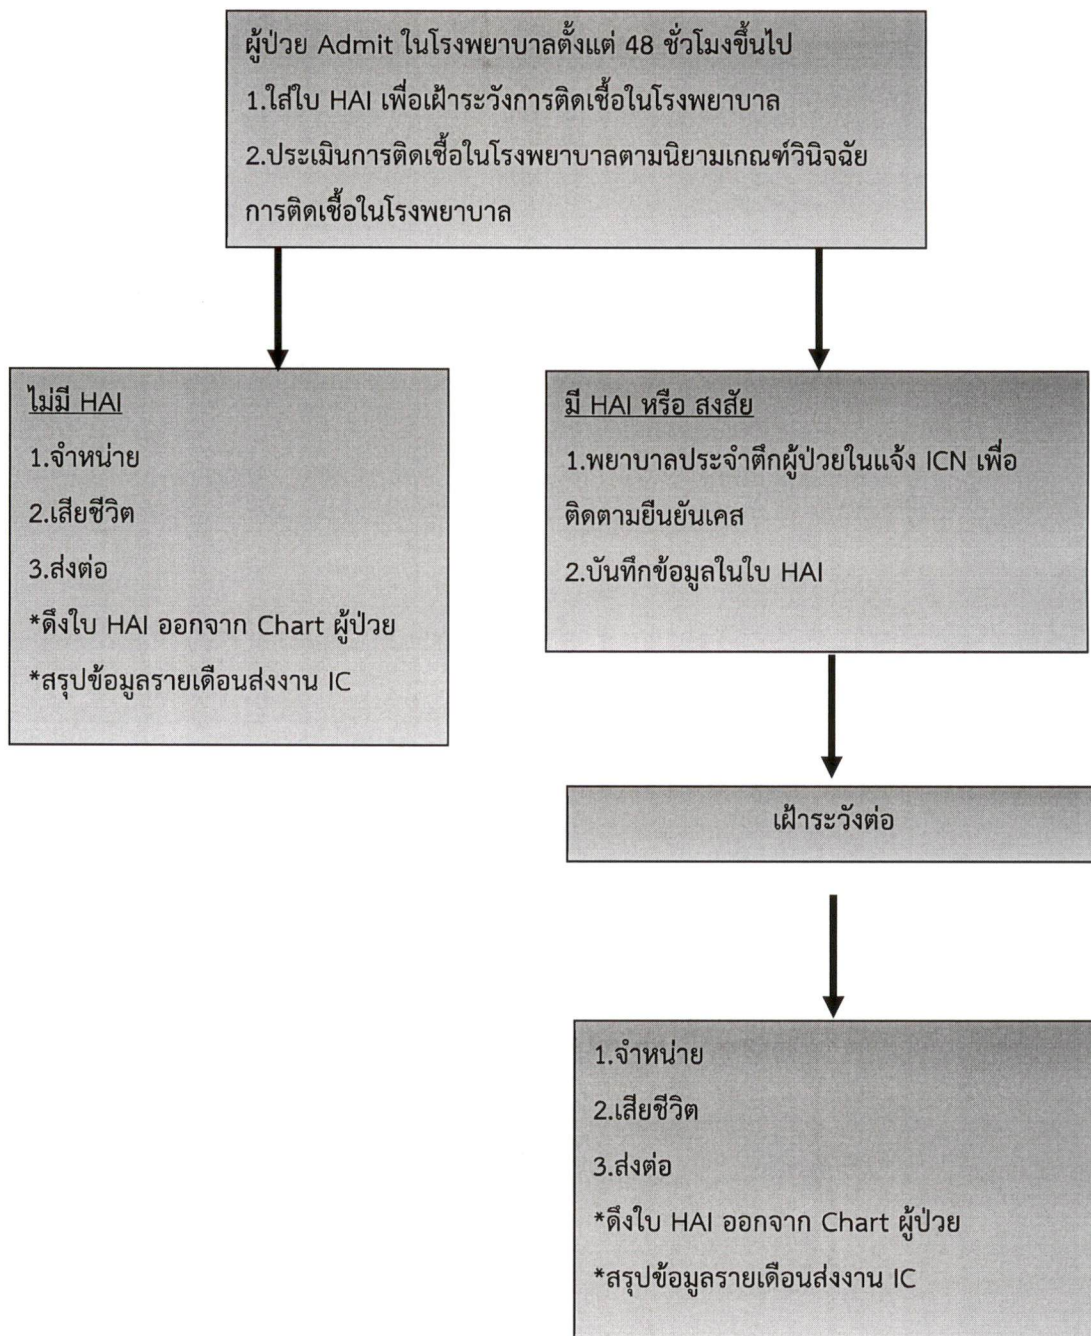 ผู้ป่วย Admit ในโรงพยาบาลตั้งแต่ 48 ชั่วโมงขึ้นไป
1.ใส่ใบ HAI เพื่อเฝ้าระวังการติดเชื้อในโรงพยาบาล
2.ประเมินการติดเชื้อในโรงพยาบาลตามนิยามเกณฑ์วินิจฉัย
การติดเชื้อในโรงพยาบาล
ไม่มี HAI
1.จำหน่าย
2.เสียชีวิต
3.ส่งต่อ
*ดึงใบ HAI ออกจาก Chart ผู้ป่วย
*สรุปข้อมูลรายเดือนส่งงาน IC
มี HAI หรือ สงสัย
1.พยาบาลประจำตึกผู้ป่วยในแจ้ง ICN เพื่อ
ติดตามยืนยันเคส
2.บันทึกข้อมูลในใบ HAI
เฝ้าระวังต่อ
1.จำหน่าย
2.เสียชีวิต
3.ส่งต่อ
*ดึงใบ HAI ออกจาก Chart ผู้ป่วย
*สรุปข้อมูลรายเดือนส่งงาน IC